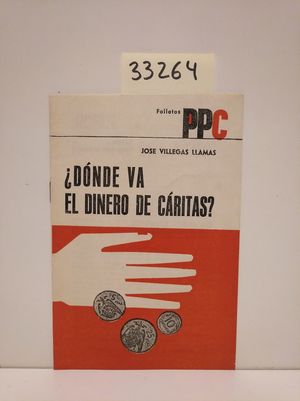 33264
Folletos
PPC
JOSE VILLEGAS LLAMAS
¿DÓNDE VA
EL DINERO DE CÁRITAS?